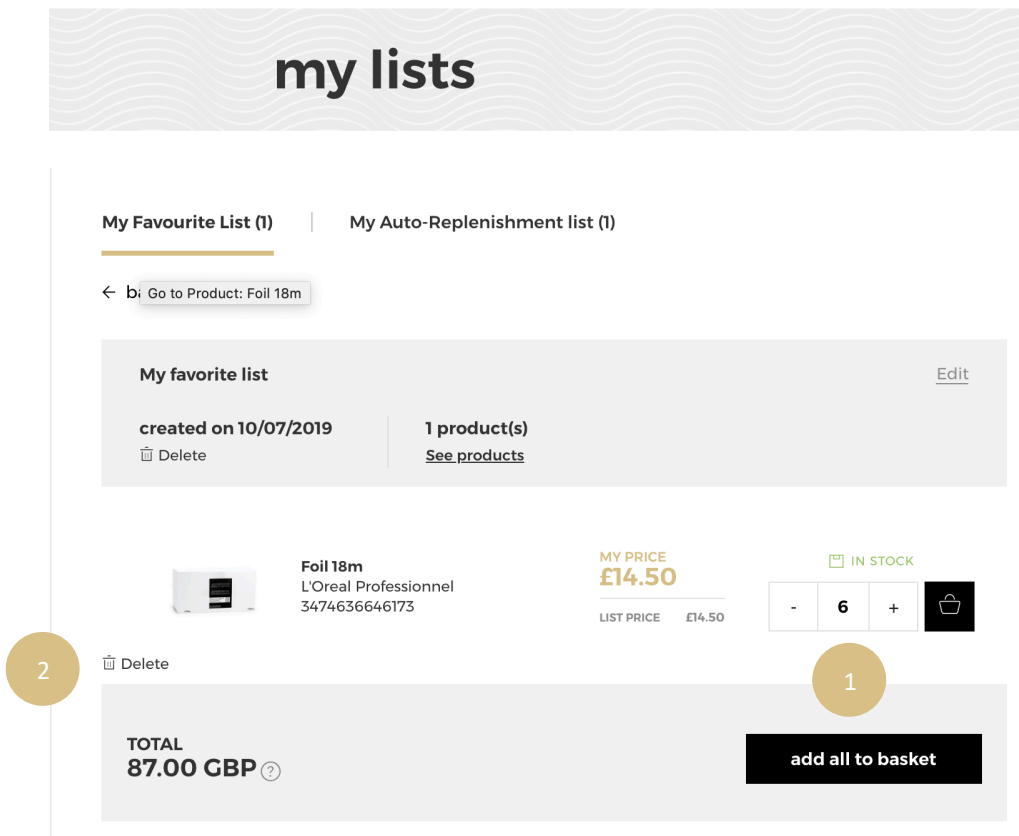 my lists
My Favourite List (1)
My Auto-Replenishment list (1)
Go to Product: Foil 18m
My favorite list
Edit
created on 10/07/2019
1 product(s)
Delete
See products
Foil 18m
L'Oreal Professionnel
3474636646173
MY PRICE
£14.50
LIST PRICE £14.50
IN STOCK
- 6 +
2
Delete
1
TOTAL
87.00 GBP ?
add all to basket